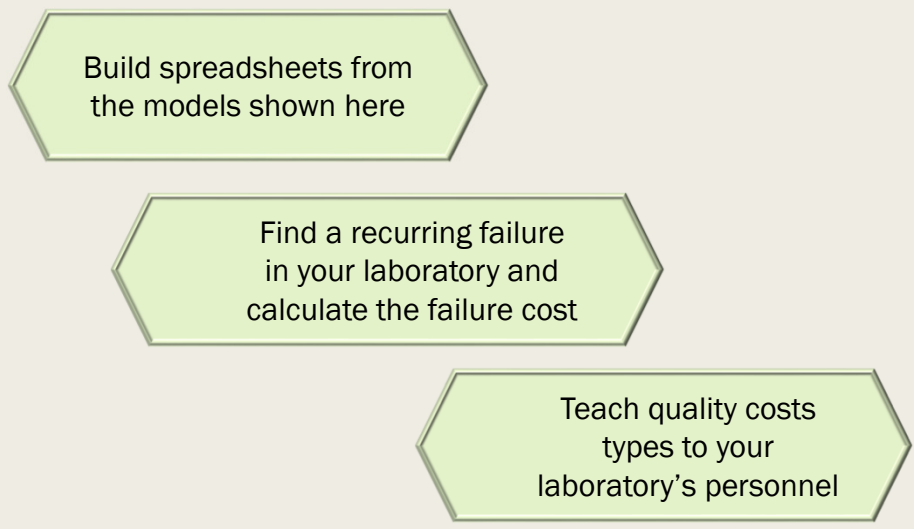 Build spreadsheets from
the models shown here
Find a recurring failure
in your laboratory and
calculate the failure cost
Teach quality costs
types to your
laboratory’s personnel